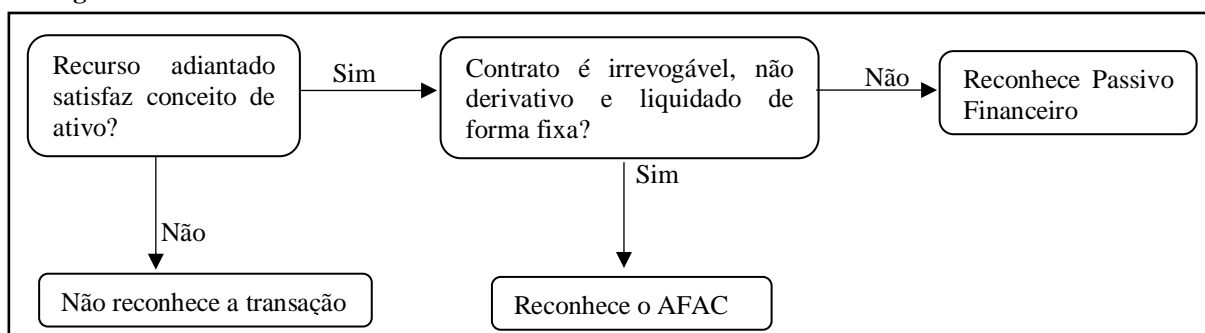 Recurso adiantado
satisfaz conceito de
ativo?
Sim
Contrato é irrevogável, não
derivativo e liquidado de
forma fixa?
Não
Reconhece Passivo
Financeiro
Sim
Não
Não reconhece a transação
Reconhece o AFAC